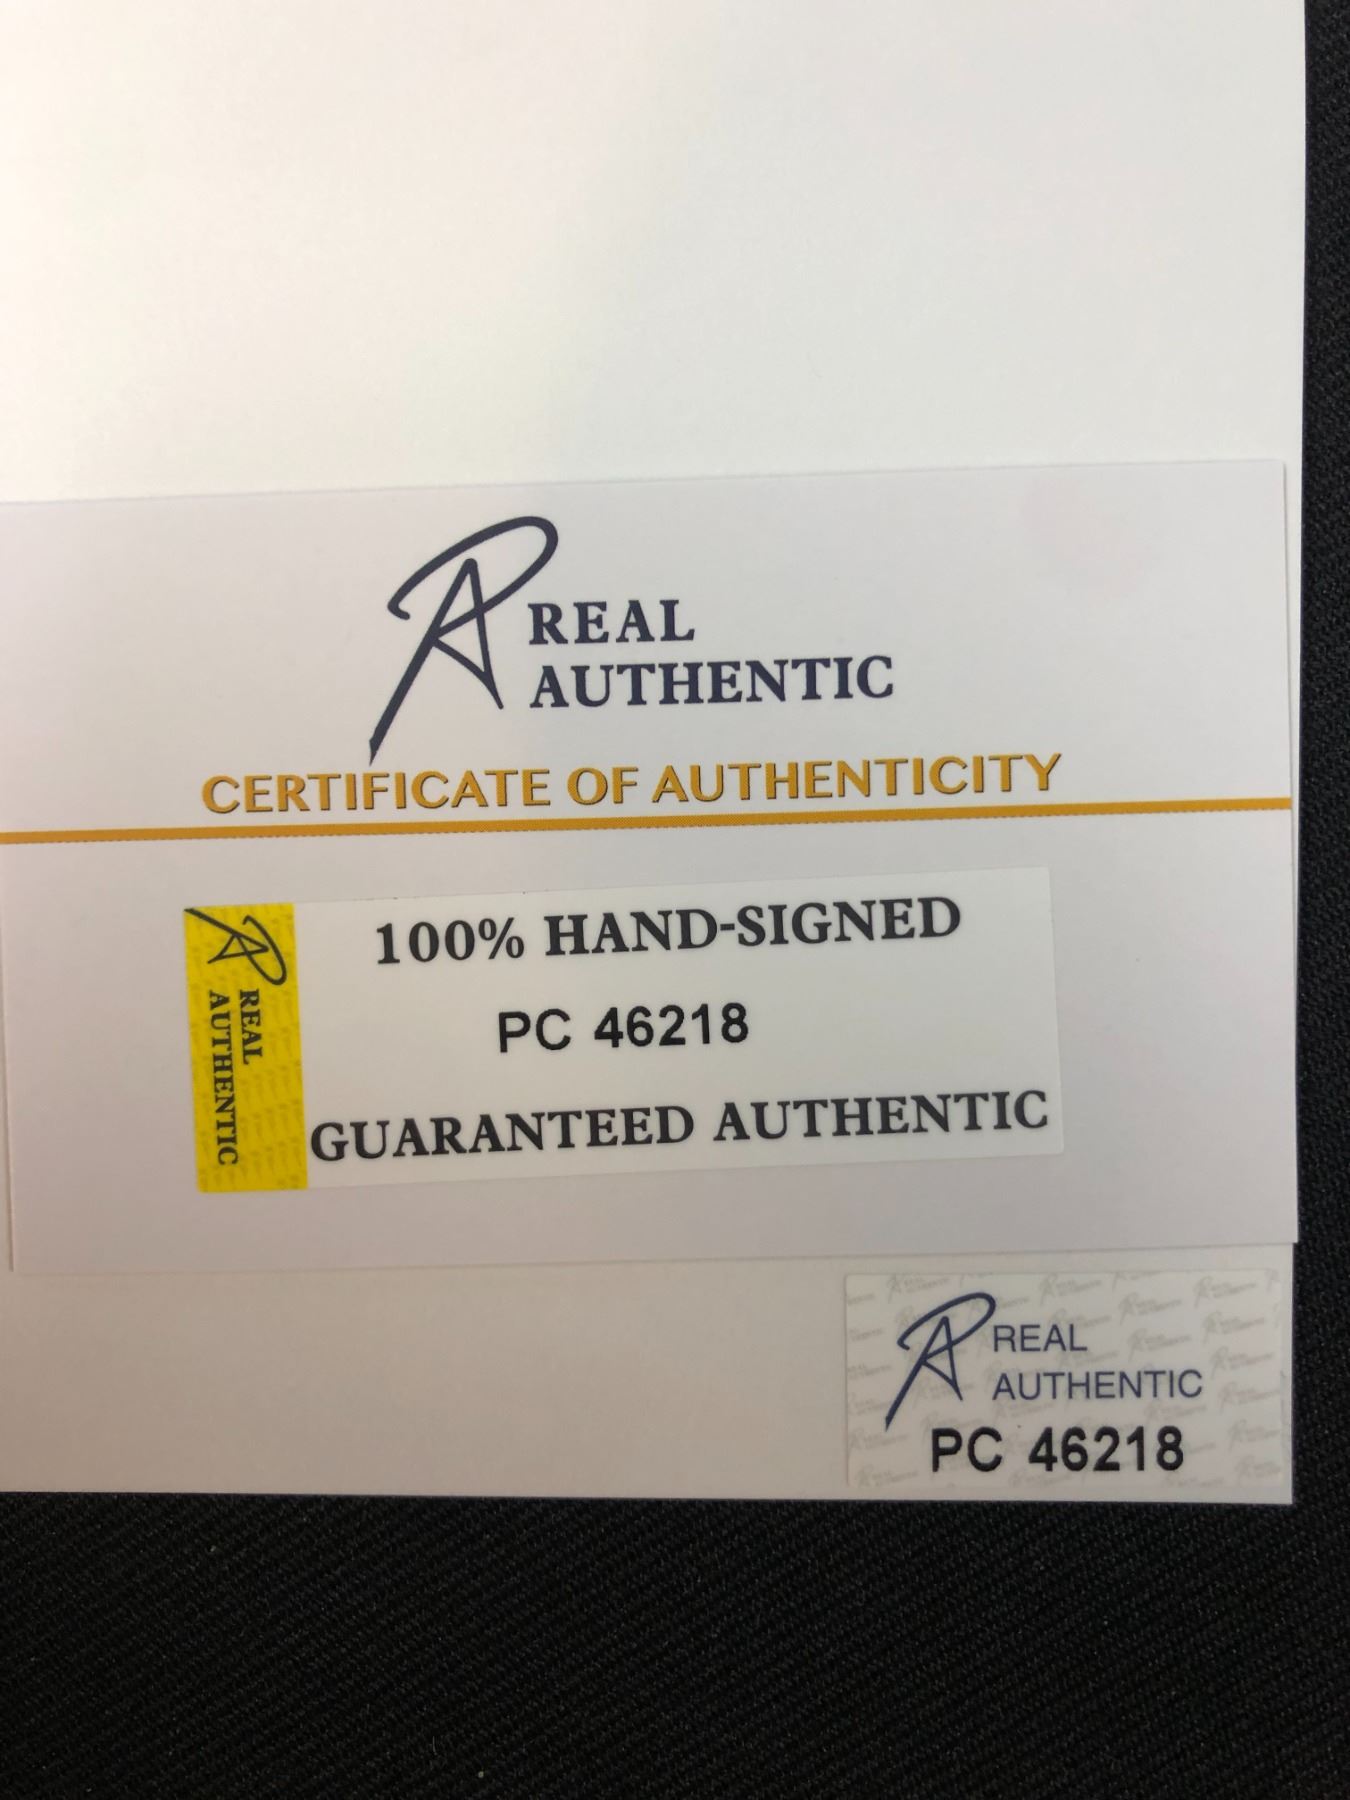 REAL
AUTHENTIC
CERTIFICATE OF AUTHENTICITY
REAL
AUTHENTIC
100% HAND-SIGNED
PC 46218
GUARANTEED AUTHENTIC
REAL
AUTHENTIC
PC 46218